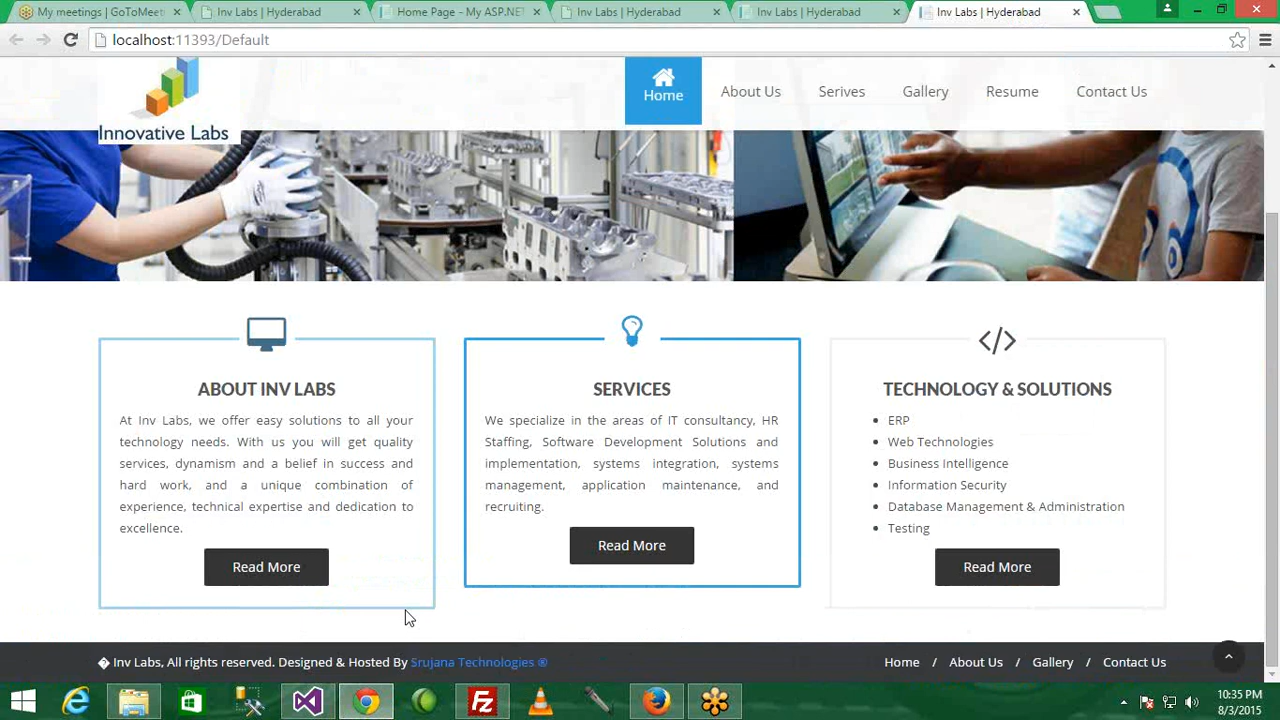 My meetings | GoToMeeti
Inv Labs | Hyderabad
Home Page - My ASP.NET
Inv Labs | Hyderabad
Inv Labs | Hyderabad
Inv Labs | Hyderabad
localhost:11393/Default
Innovative Labs
Home
About Us
Serives
Gallery
Resume
Contact Us
ABOUT INV LABS
At Inv Labs, we offer easy solutions to all your
technology needs. With us you will get quality
services, dynamism and a belief in success and
hard work, and a unique combination of
experience, technical expertise and dedication to
excellence.
Read More
SERVICES
We specialize in the areas of IT consultancy, HR
Staffing, Software Development Solutions and
implementation, systems integration, systems
management, application maintenance, and
recruiting.
Read More
TECHNOLOGY & SOLUTIONS
• ERP
• Web Technologies
• Business Intelligence
• Information Security
• Database Management & Administration
• Testing
Read More
� Inv Labs, All rights reserved. Designed & Hosted By Srujana Technologies ®
Home / About Us / Gallery / Contact Us
10:35 PM
8/3/2015